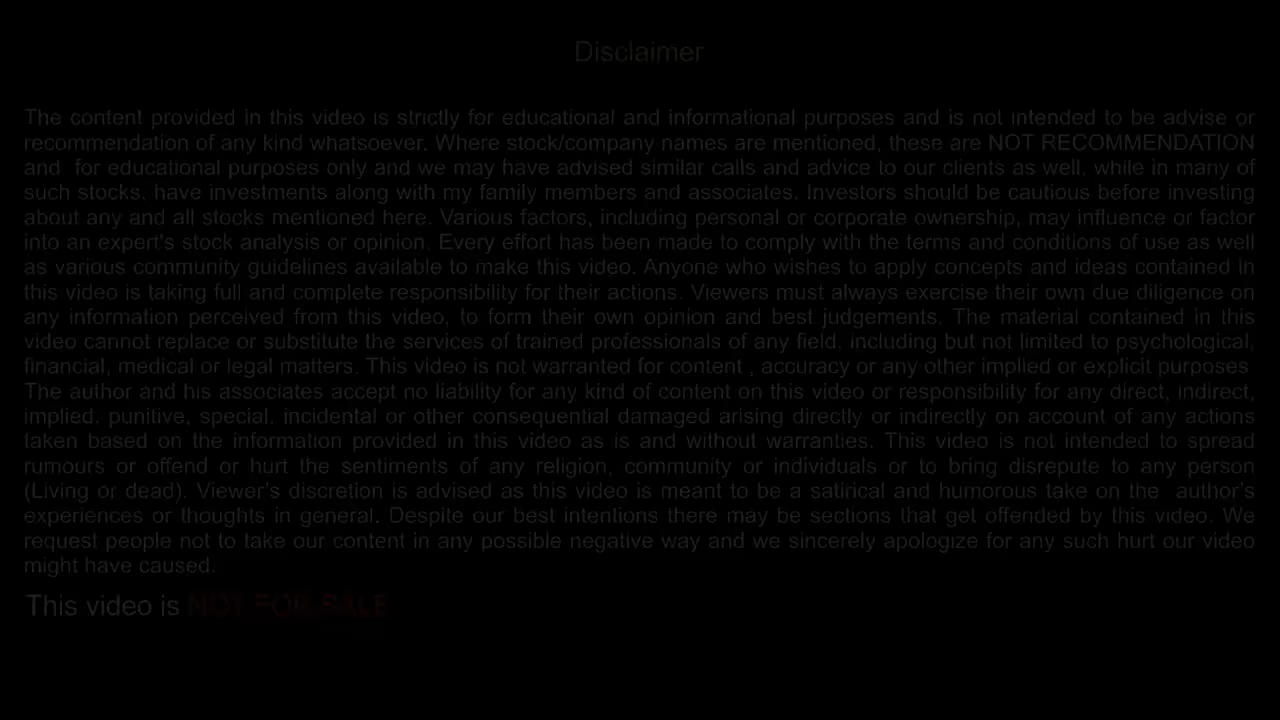 Disclaimer
The content provided in this video is strictly for educational and informational purposes and is not intended to be advise or
recommendation of any kind whatsoever. Where stock/company names are mentioned, these are NOT RECOMMENDATION
and for educational purposes only and we may have advised similar calls and advice to our clients as well, while in many of
such stocks, have investments along with my family members and associates. Investors should be cautious before investing
about any and all stocks mentioned here. Various factors, including personal or corporate ownership, may influence or factor
into an expert's stock analysis or opinion. Every effort has been made to comply with the terms and conditions of use as well
as various community guidelines available to make this video. Anyone who wishes to apply concepts and ideas contained in
this video is taking full and complete responsibility for their actions. Viewers must always exercise their own due diligence on
any information perceived from this video, to form their own opinion and best judgements. The material contained in this
video cannot replace or substitute the services of trained professionals of any field, including but not limited to psychological,
financial, medical or legal matters. This video is not warranted for content , accuracy or any other implied or explicit purposes.
The author and his associates accept no liability for any kind of content on this video or responsibility for any direct, indirect,
implied, punitive, special, incidental or other consequential damaged arising directly or indirectly on account of any actions
taken based on the information provided in this video as is and without warranties. This video is not intended to spread
rumours or offend or hurt the sentiments of any religion, community or individuals or to bring disrepute to any person
(Living or dead). Viewer's discretion is advised as this video is meant to be a satirical and humorous take on the author's
experiences or thoughts in general. Despite our best intentions there may be sections that get offended by this video. We
request people not to take our content in any possible negative way and we sincerely apologize for any such hurt our video
might have caused.
This video is NOT FOR SALE